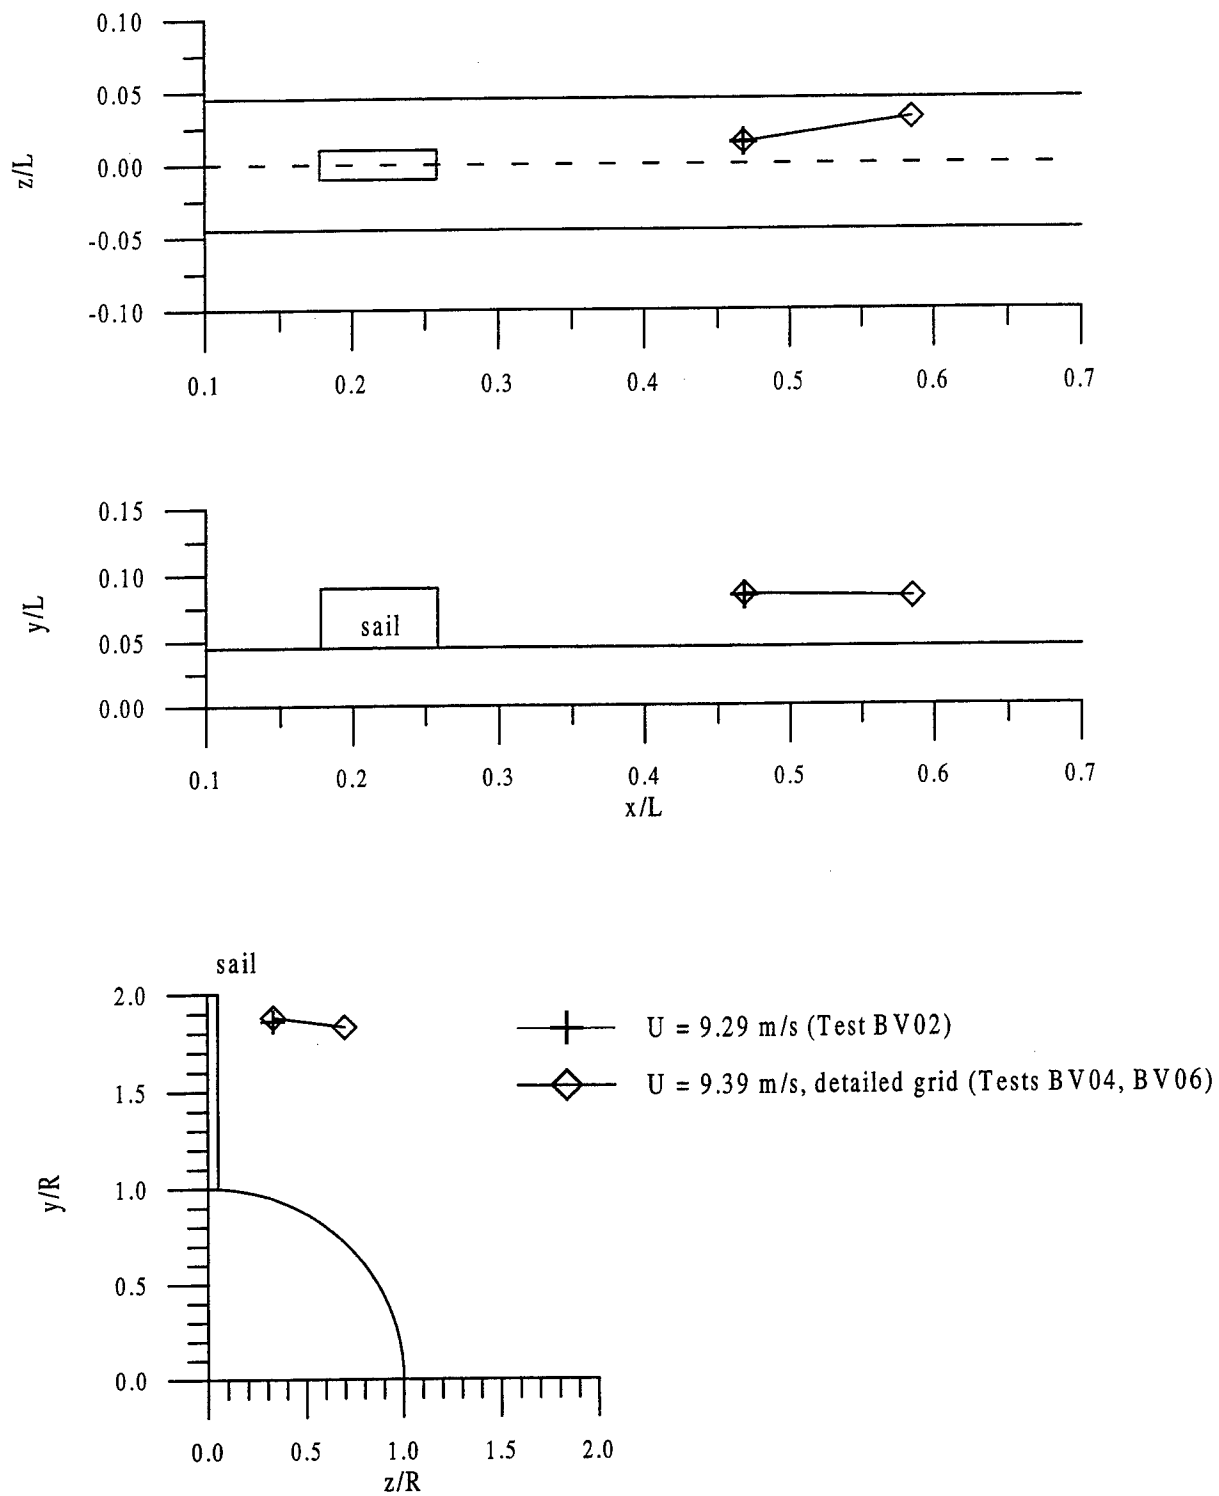 0.10
0.05
0.00
-0.05
-0.10
z/L
0.1 0.2 0.3 0.4 0.5 0.6 0.7
0.15
0.10
0.05
0.00
y/L
sail
0.1 0.2 0.3 0.4 0.5 0.6 0.7
x/L
sail
2.0
1.5
1.0
0.5
0.0
y/R
0.0 0.5 1.0 1.5 2.0
z/R
U = 9.29 m/s (Test BV02)
U = 9.39 m/s, detailed grid (Tests BV04, BV06)